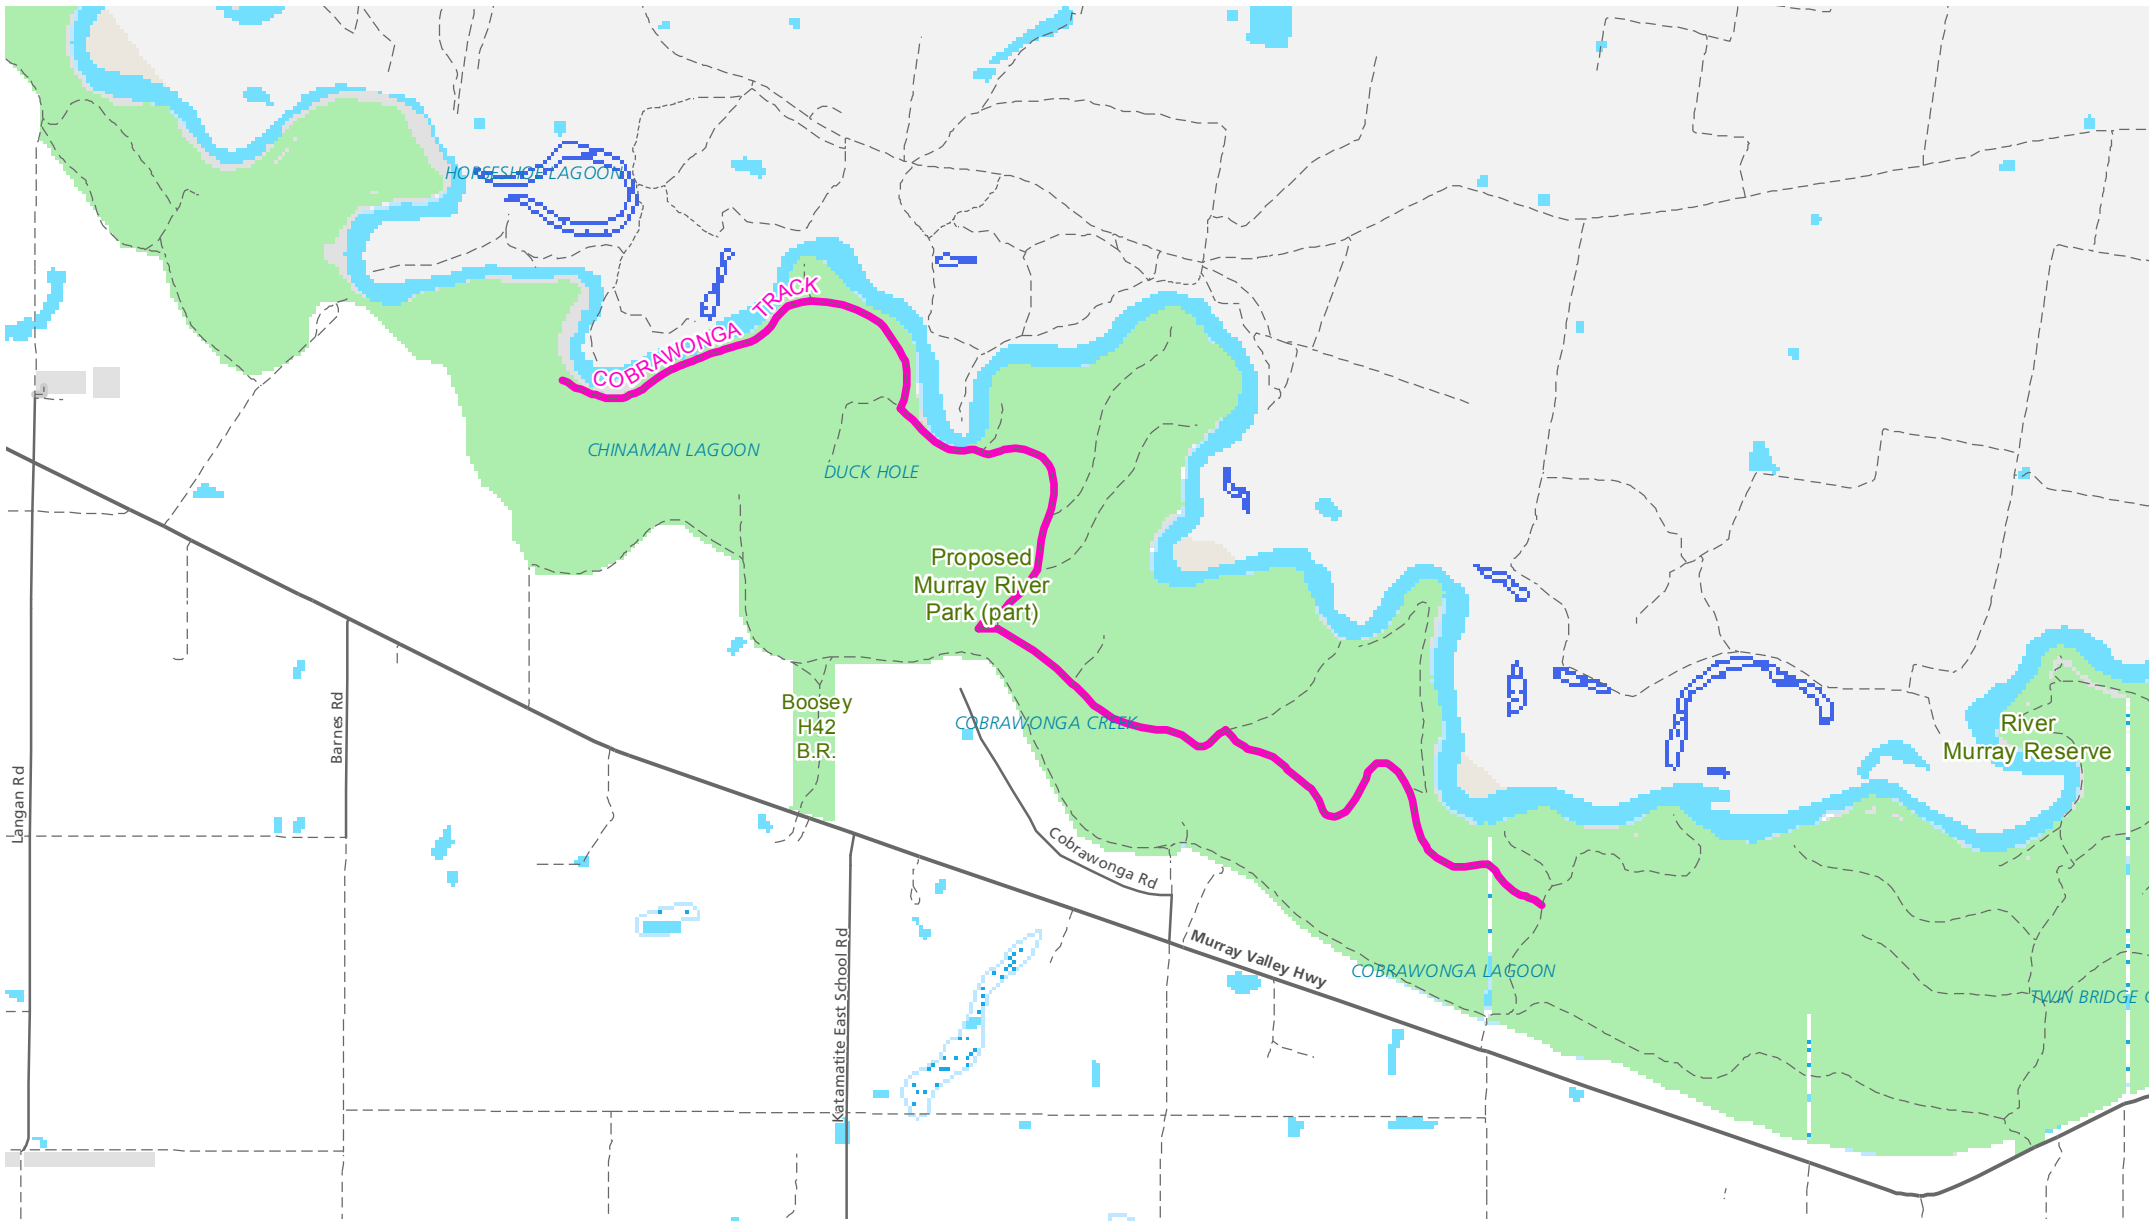 HORSESHOE LAGOON
COBRAWONGA TRACK
CHINAMAN LAGOON
DUCK HOLE
Proposed
Murray River
Park (part)
Boosey
H42
B.R.
COBRAWONGA CREEK
River
Murray Reserve
Barnes Rd
Langan Rd
Cobrawonga Rd
Katamatite East School Rd
Murray Valley Hwy
COBRAWONGA LAGOON
TWIN BRIDGE